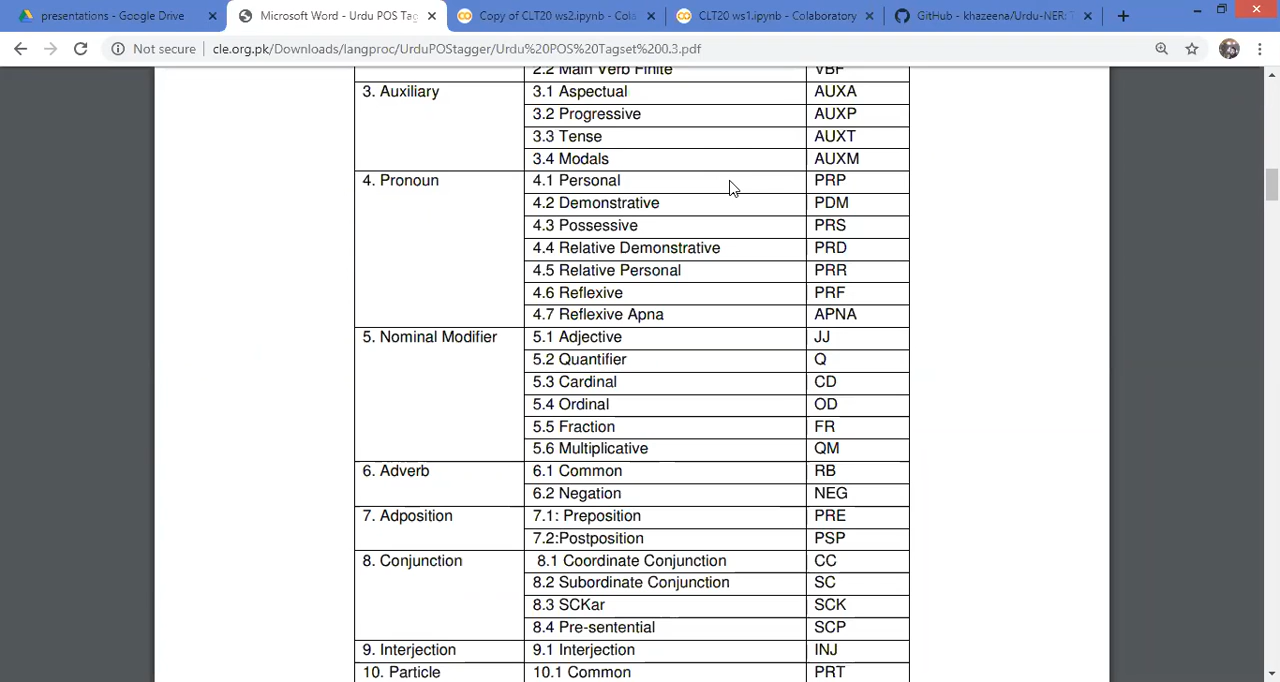 presentations - Google Drive
Microsoft Word - Urdu POS Tag
Copy of CLT20 ws2.ipynb - Cola
CLT20 ws1.ipynb - Colaboratory
GitHub - khazeena/Urdu-NER: T
Not secure cle.org.pk/Downloads/langproc/UrduPOStagger/Urdu%20POS%20Tagset%200.3.pdf
2.2 Main Verb Finite VBF
3. Auxiliary 3.1 Aspectual AUXA
3.2 Progressive AUXP
3.3 Tense AUXT
3.4 Modals AUXM
4. Pronoun 4.1 Personal PRP
4.2 Demonstrative PDM
4.3 Possessive PRS
4.4 Relative Demonstrative PRD
4.5 Relative Personal PRR
4.6 Reflexive PRF
4.7 Reflexive Apna APNA
5. Nominal Modifier 5.1 Adjective JJ
5.2 Quantifier Q
5.3 Cardinal CD
5.4 Ordinal OD
5.5 Fraction FR
5.6 Multiplicative QM
6. Adverb 6.1 Common RB
6.2 Negation NEG
7. Adposition 7.1: Preposition PRE
7.2:Postposition PSP
8. Conjunction 8.1 Coordinate Conjunction CC
8.2 Subordinate Conjunction SC
8.3 SCKar SCK
8.4 Pre-sentential SCP
9. Interjection 9.1 Interjection INJ
10. Particle 10.1 Common PRT